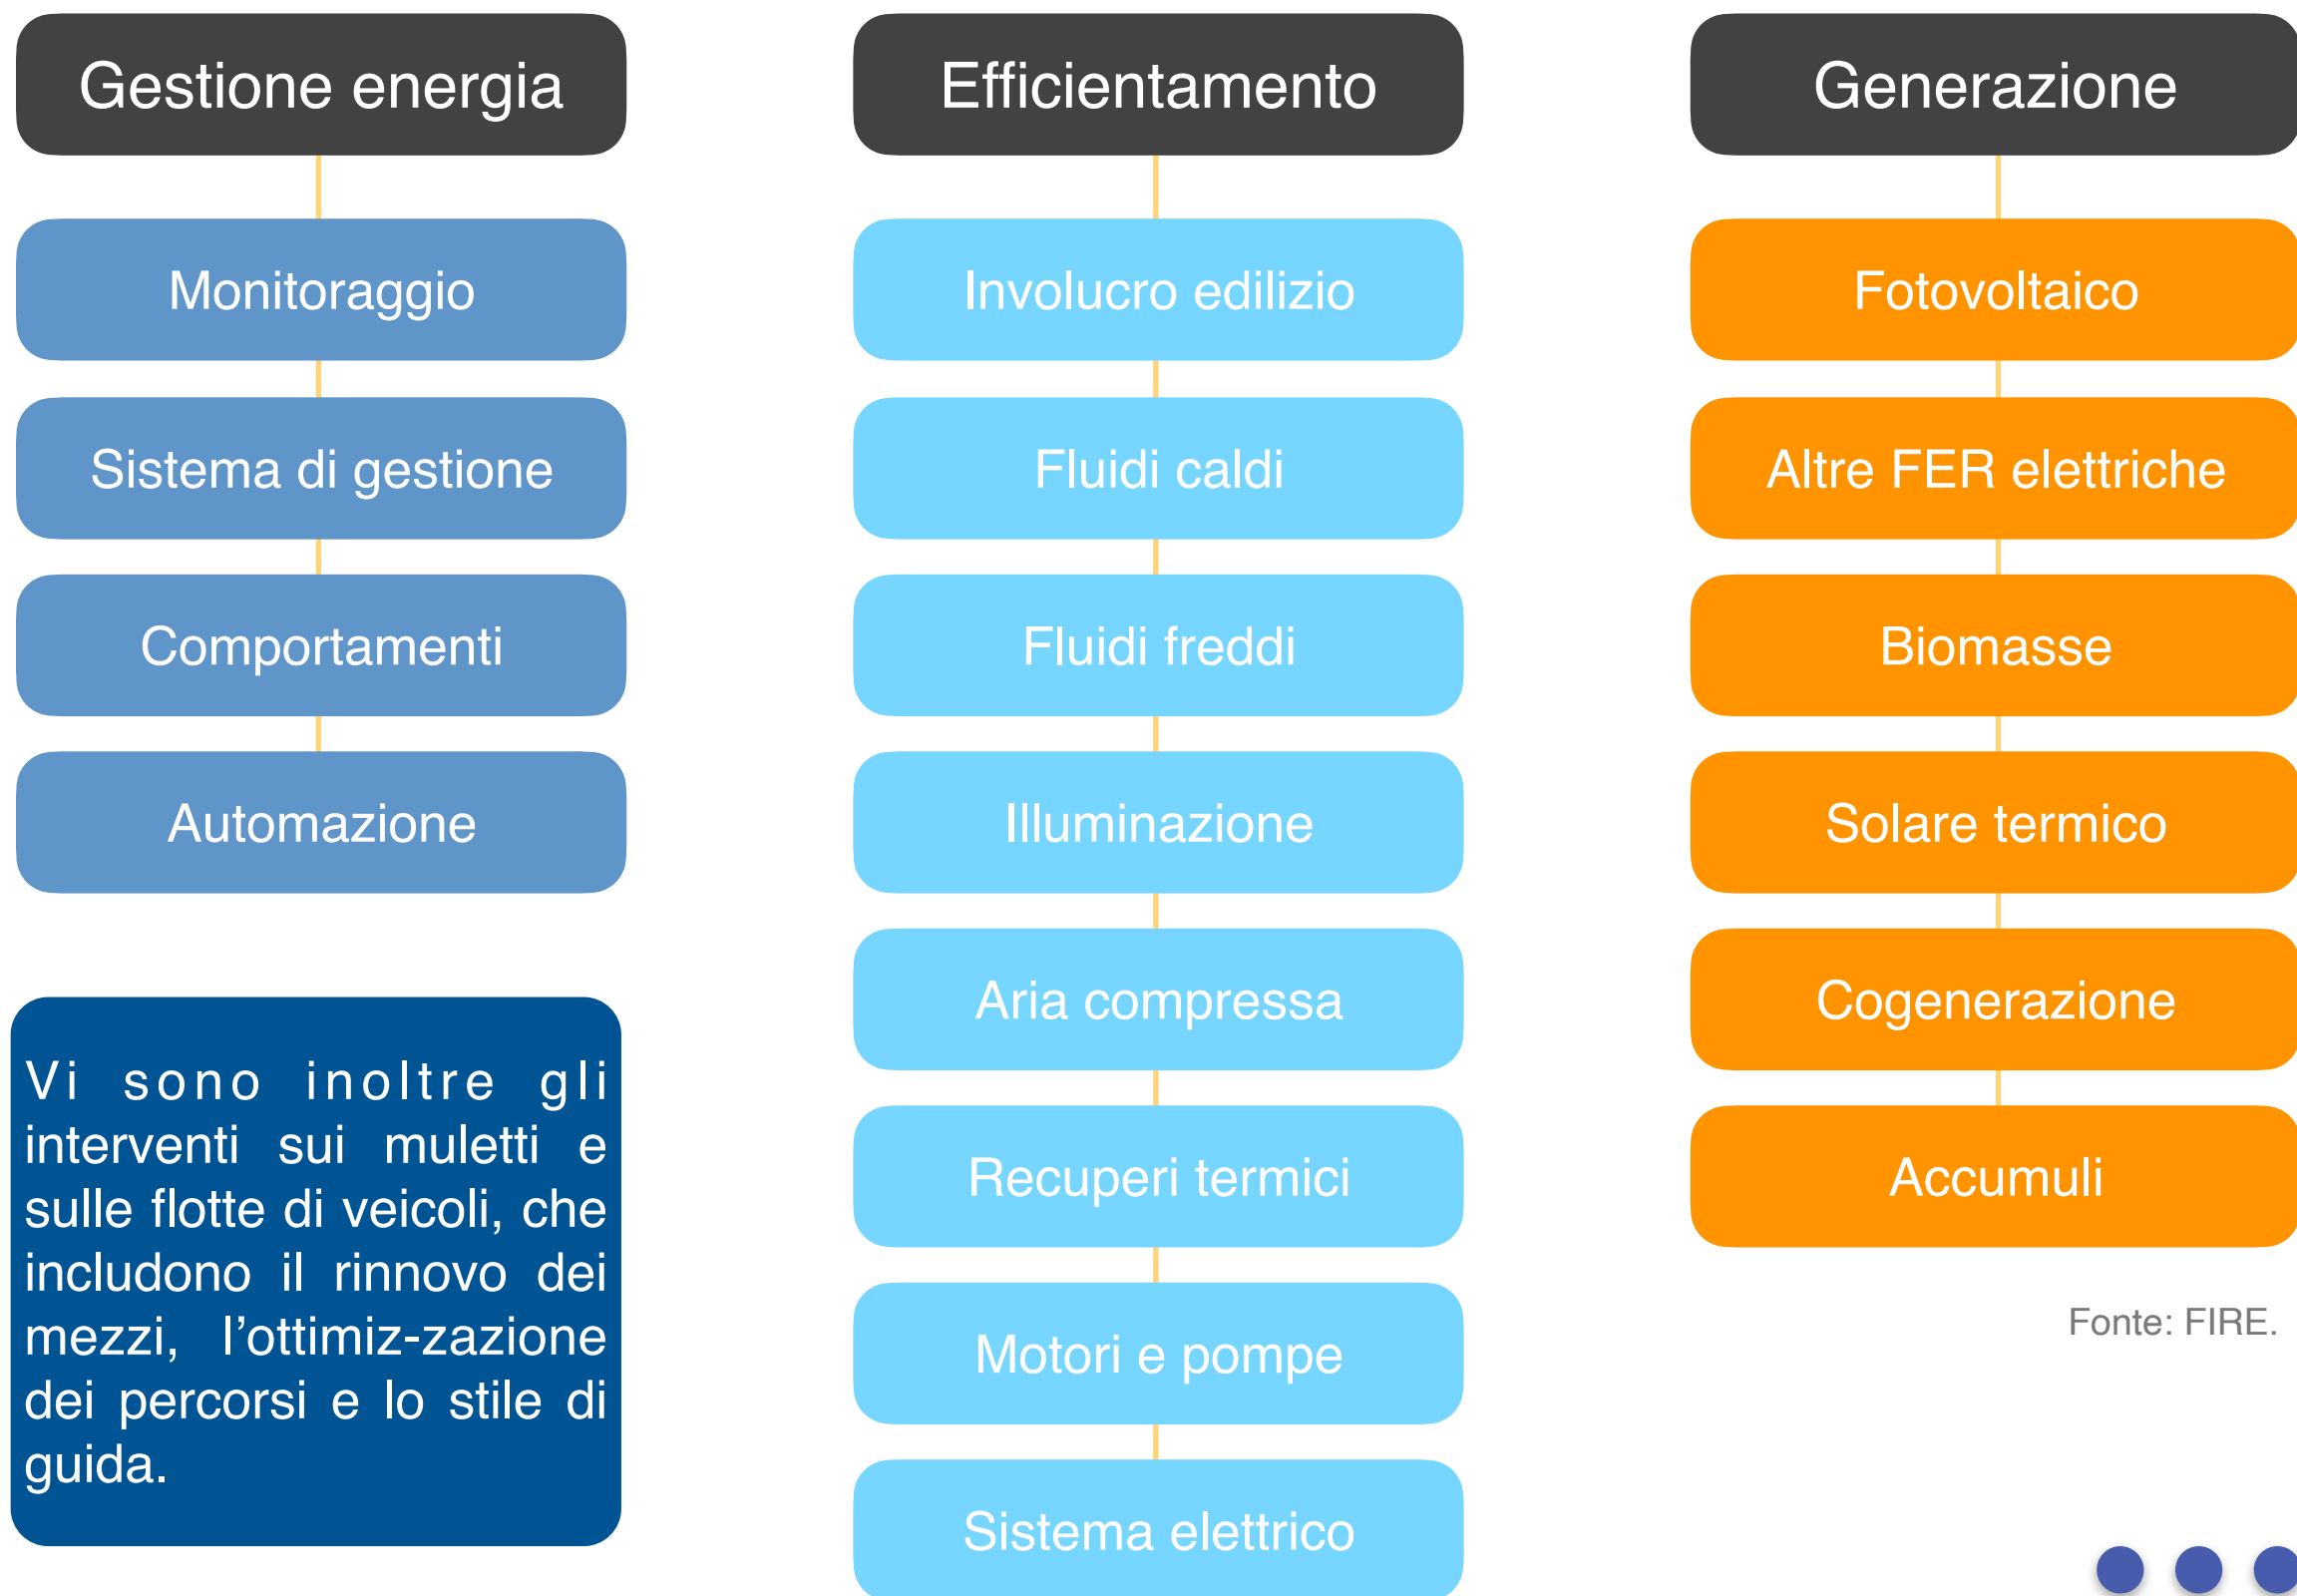 Gestione energia
Monitoraggio
Sistema di gestione
Comportamenti
Automazione
Vi sono inoltre gli
interventi sui muletti e
sulle flotte di veicoli, che
includono il rinnovo dei
mezzi, l’ottimiz-zazione
dei percorsi e lo stile di
guida.
Efficientamento
Involucro edilizio
Fluidi caldi
Fluidi freddi
Illuminazione
Aria compressa
Recuperi termici
Motori e pompe
Sistema elettrico
Generazione
Fotovoltaico
Altre FER elettriche
Biomasse
Solare termico
Cogenerazione
Accumuli
Fonte: FIRE.